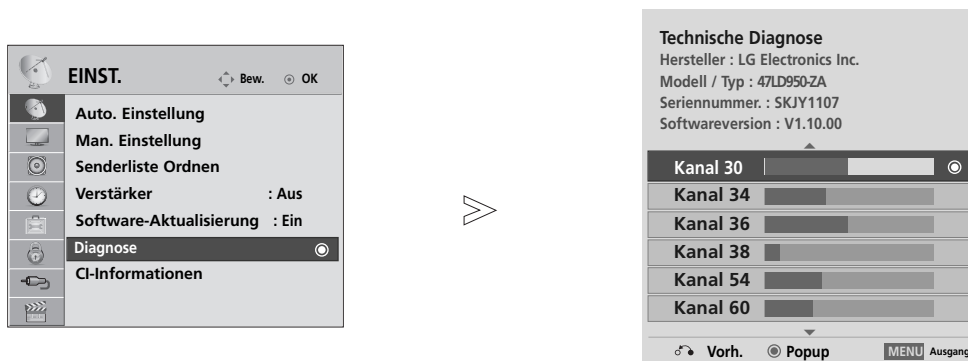 EINST.
Bew.
OK
Auto. Einstellung
Man. Einstellung
Senderliste Ordnen
Verstärker : Aus
Software-Aktualisierung : Ein
Diagnose
CI-Informationen
Technische Diagnose
Hersteller : LG Electronics Inc.
Modell / Typ : 47LD950-ZA
Seriennummer. : SKJY1107
Softwareversion : V1.10.00
Kanal 30
Kanal 34
Kanal 36
Kanal 38
Kanal 54
Kanal 60
Vorh.
Popup
MENU Ausgang